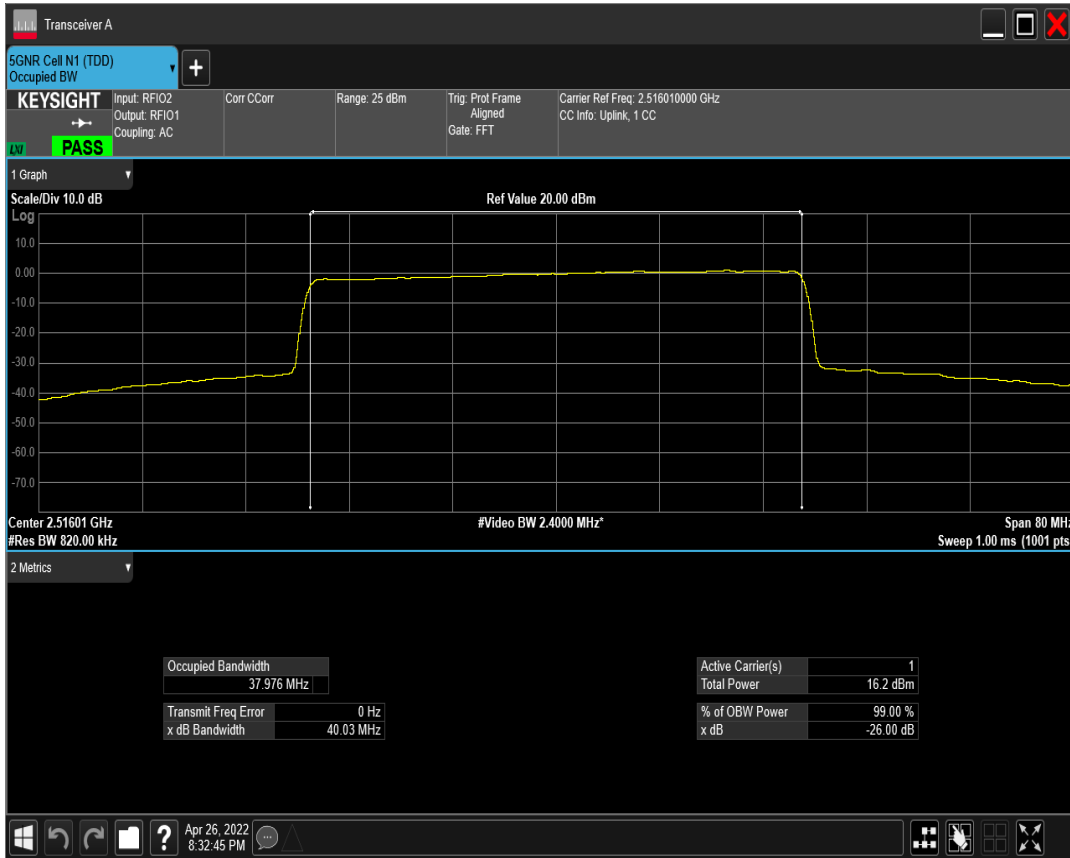 Transceiver A
5GNR Cell N1 (TDD)
Occupied BW
+
KEYSIGHT
LXI
PASS
Input: RFIO2
Output: RFIO1
Coupling: AC
Corr CCorr
Range: 25 dBm
Trig: Prot Frame
Aligned
Gate: FFT
Carrier Ref Freq: 2.516010000 GHz
CC Info: Uplink, 1 CC
1 Graph
Scale/Div 10.0 dB
Ref Value 20.00 dBm
Log
10.0
0.00
-10.0
-20.0
-30.0
-40.0
-50.0
-60.0
-70.0
Center 2.51601 GHz
#Video BW 2.4000 MHz*
Span 80 MHz
#Res BW 820.00 kHz
Sweep 1.00 ms (1001 pts
2 Metrics
Occupied Bandwidth
37.976 MHz
Transmit Freq Error 0 Hz
x dB Bandwidth 40.03 MHz
Active Carrier(s) 1
Total Power 16.2 dBm
% of OBW Power 99.00 %
x dB -26.00 dB
?
Apr 26, 2022
8:32:45 PM